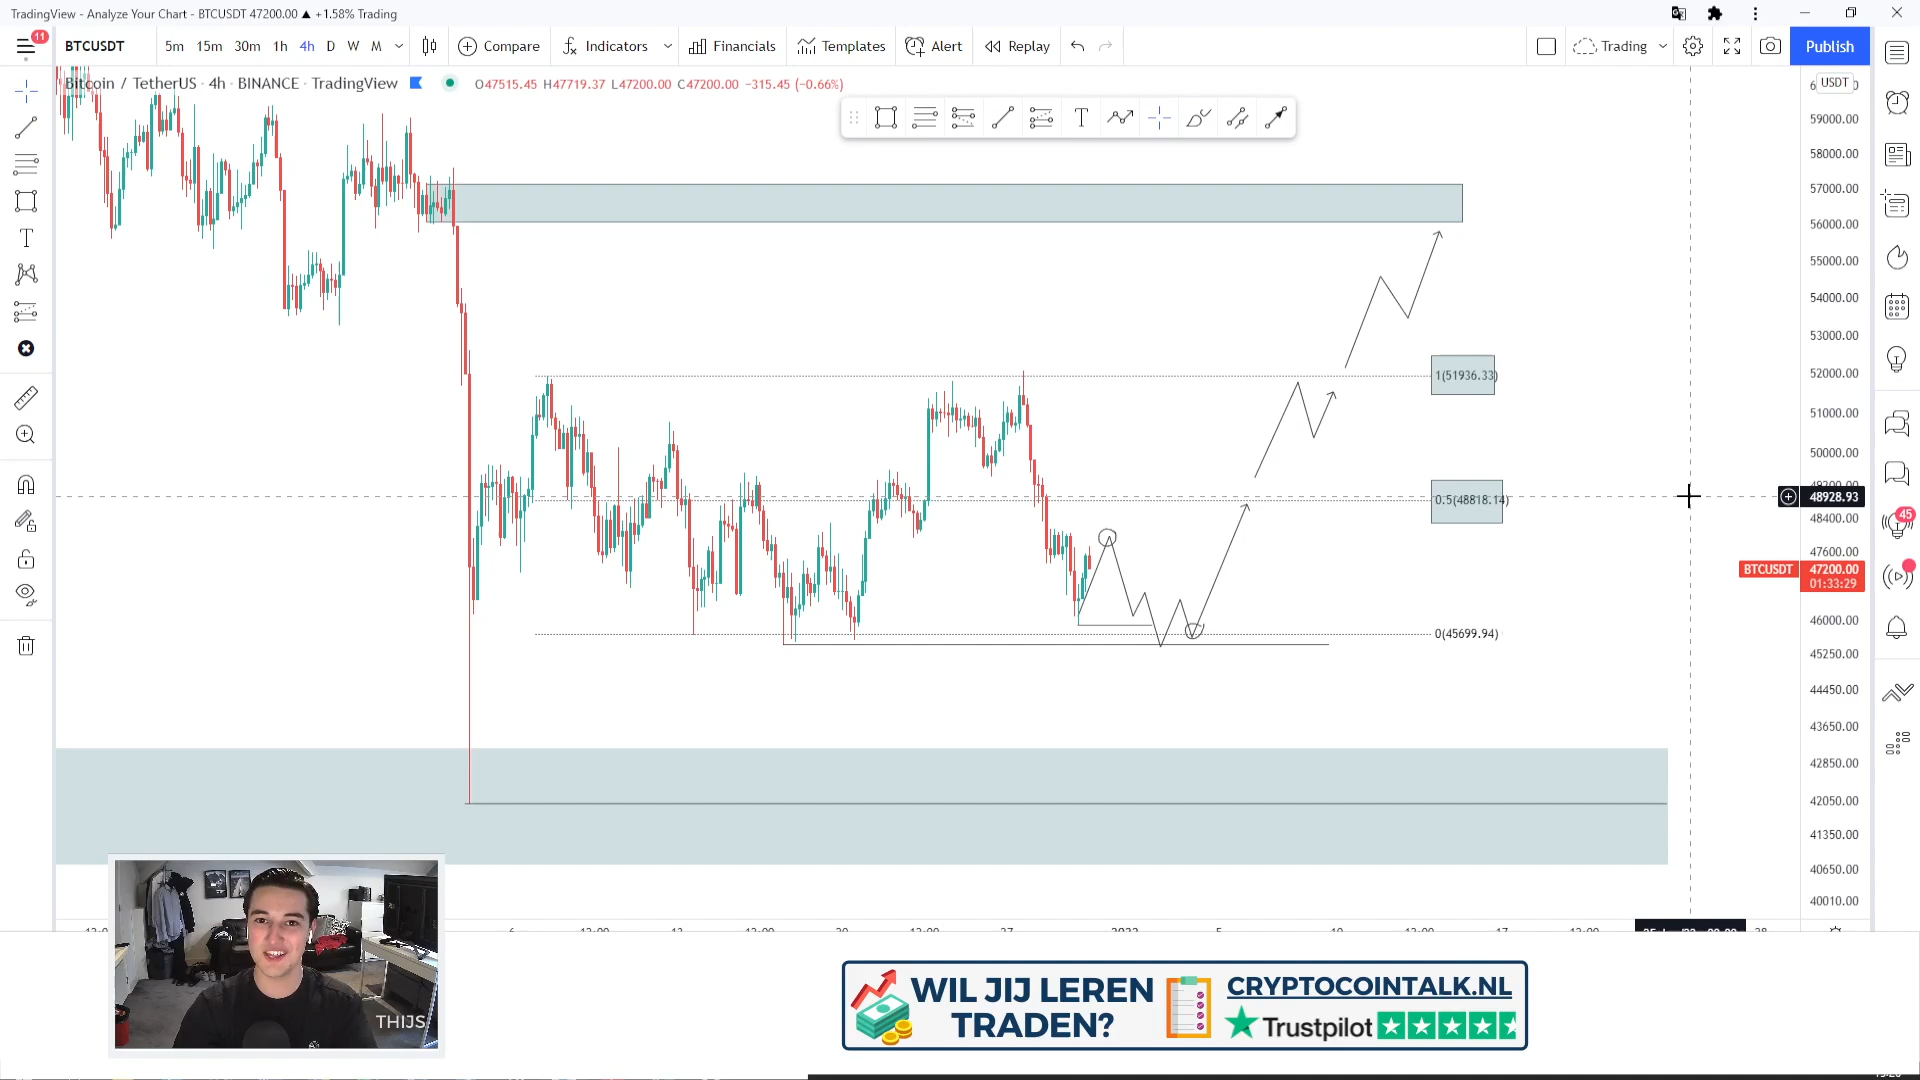 TradingView - Analyze Your Chart - BTCUSDT 47200.00 ▲ +1.58% Trading
11
BTCUSDT 5m 15m 30m 1h 4h D W M Compare Indicators Financials Templates Alert Replay Trading Publish
Bitcoin / TetherUS · 4h · BINANCE · TradingView O47515.45 H47719.37 L47200.00 C47200.00 −315.45 (−0.66%)
USDT
59000.00
58000.00
57000.00
56000.00
55000.00
54000.00
53000.00
1(51936.33)
52000.00
51000.00
50000.00
0.5(48818.14)
48928.93
48400.00
45
47600.00
BTCUSDT 47200.00
01:33:29
46000.00
0(45699.94)
45250.00
44450.00
43650.00
42850.00
42050.00
41350.00
40650.00
40010.00
THIJS
WIL JIJ LEREN
TRADEN?
CRYPTOCOINTALK.NL
Trustpilot